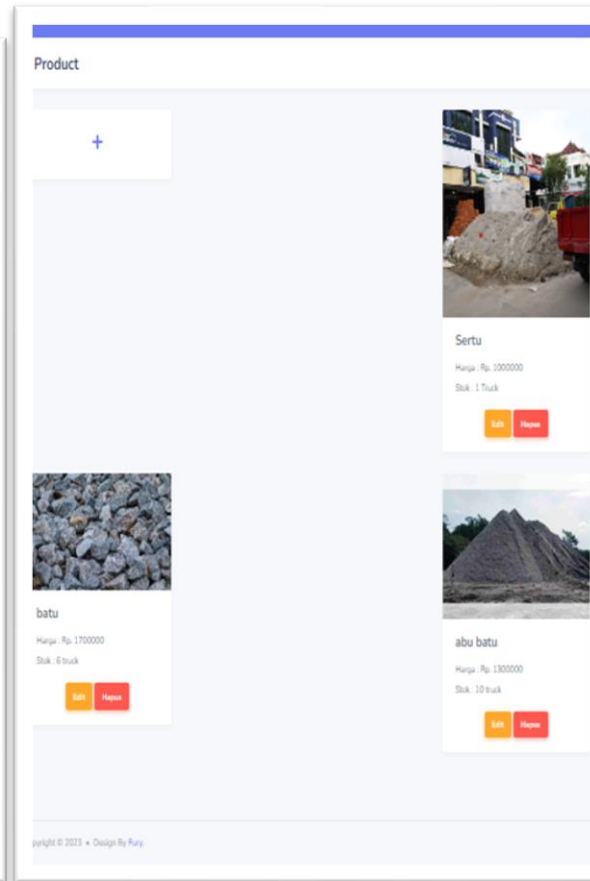 Product
+
Sertu
Harga : Rp. 1000000
Stok : 1 Truck
Edit Hapus
batu
Harga : Rp. 1700000
Stok : 6 truck
Edit Hapus
abu batu
Harga : Rp. 1300000
Stok : 10 truck
Edit Hapus
pyright © 2023 • Design By